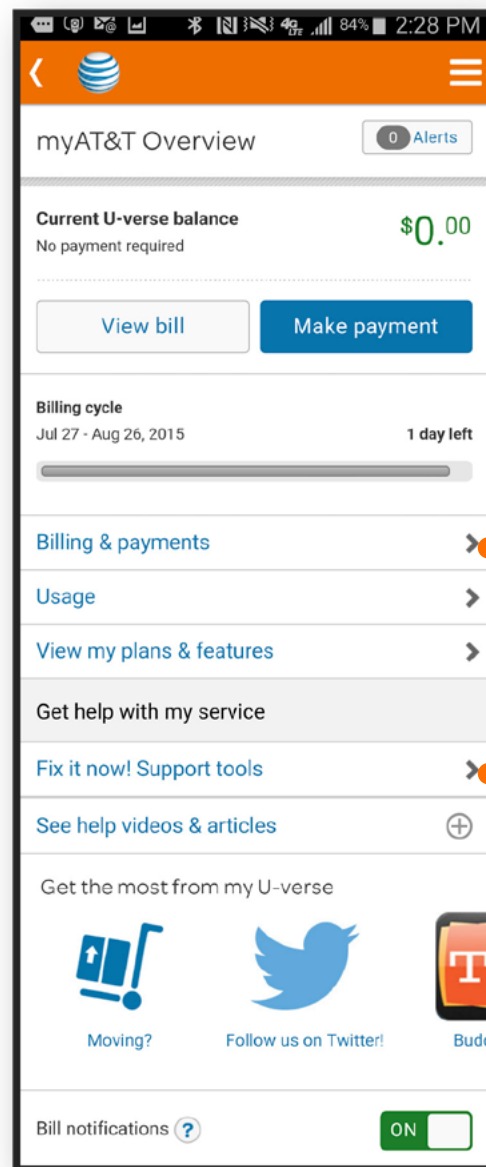 4G LTE 84% 2:28 PM
myAT&T Overview
0 Alerts
Current U-verse balance
No payment required
$0.00
View bill
Make payment
Billing cycle
Jul 27 - Aug 26, 2015
1 day left
Billing & payments
Usage
View my plans & features
Get help with my service
Fix it now! Support tools
See help videos & articles
Get the most from my U-verse
T
Moving?
Follow us on Twitter!
Bud
Bill notifications ?
ON